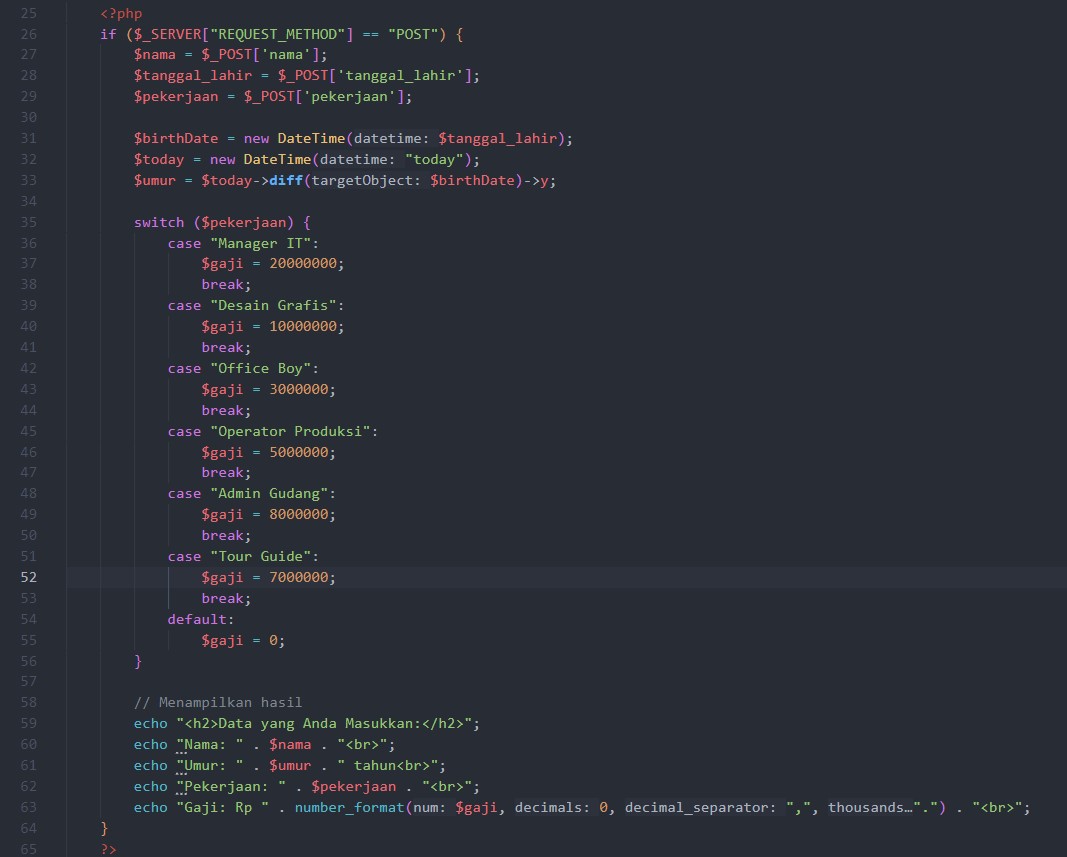 25 <?php
26 if ($_SERVER["REQUEST_METHOD"] == "POST") {
27 $nama = $_POST['nama'];
28 $tanggal_lahir = $_POST['tanggal_lahir'];
29 $pekerjaan = $_POST['pekerjaan'];
30
31 $birthDate = new DateTime(datetime: $tanggal_lahir);
32 $today = new DateTime(datetime: "today");
33 $umur = $today->diff(targetObject: $birthDate)->y;
34
35 switch ($pekerjaan) {
36 case "Manager IT":
37 $gaji = 20000000;
38 break;
39 case "Desain Grafis":
40 $gaji = 10000000;
41 break;
42 case "Office Boy":
43 $gaji = 3000000;
44 break;
45 case "Operator Produksi":
46 $gaji = 5000000;
47 break;
48 case "Admin Gudang":
49 $gaji = 8000000;
50 break;
51 case "Tour Guide":
52 $gaji = 7000000;
53 break;
54 default:
55 $gaji = 0;
56 }
57
58 // Menampilkan hasil
59 echo "<h2>Data yang Anda Masukkan:</h2>";
60 echo "Nama: " . $nama . "<br>";
61 echo "Umur: " . $umur . " tahun<br>";
62 echo "Pekerjaan: " . $pekerjaan . "<br>";
63 echo "Gaji: Rp " . number_format(num: $gaji, decimals: 0, decimal_separator: ",", thousands…".") . "<br>";
64 }
65 ?>